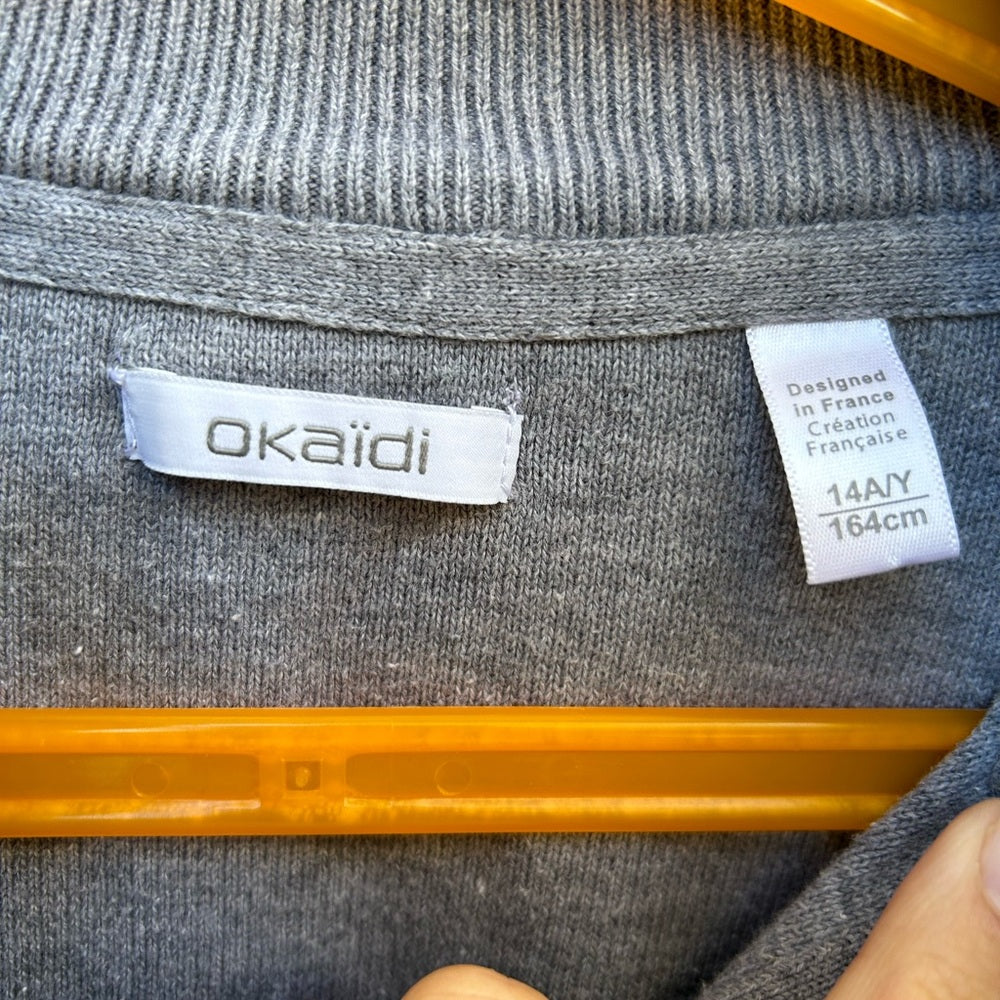 OKaïdi
Designed
in France
Création
Française
14A/Y
164cm